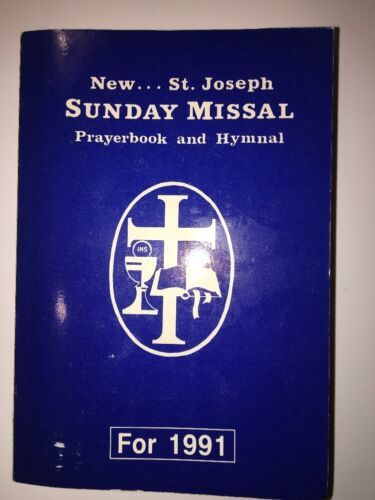 New... St. Joseph
SUNDAY MISSAL
Prayerbook and Hymnal
IHS
For 1991